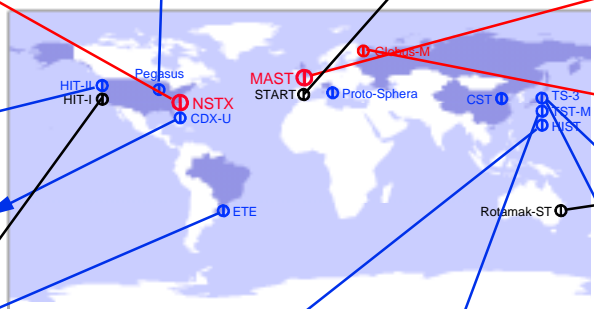 Globus-M
Pegasus
MAST
HIT-II
START
Proto-Sphera
HIT-I
NSTX
CST
TS-3
CDX-U
TST-M
HIST
ETE
Rotamak-ST